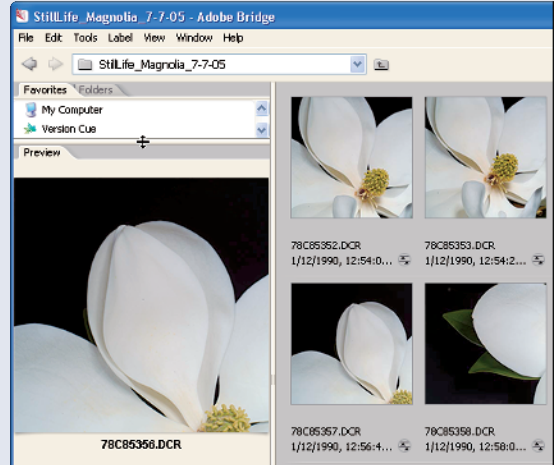 StillLife_Magnolia_7-7-05 - Adobe Bridge
File Edit Tools Label View Window Help
StillLife_Magnolia_7-7-05
Favorites Folders
My Computer
Version Cue
Preview
78C85356.DCR
78C85352.DCR
1/12/1990, 12:54:0...
78C85353.DCR
1/12/1990, 12:54:2...
78C85357.DCR
1/12/1990, 12:56:4...
78C85358.DCR
1/12/1990, 12:58:0...